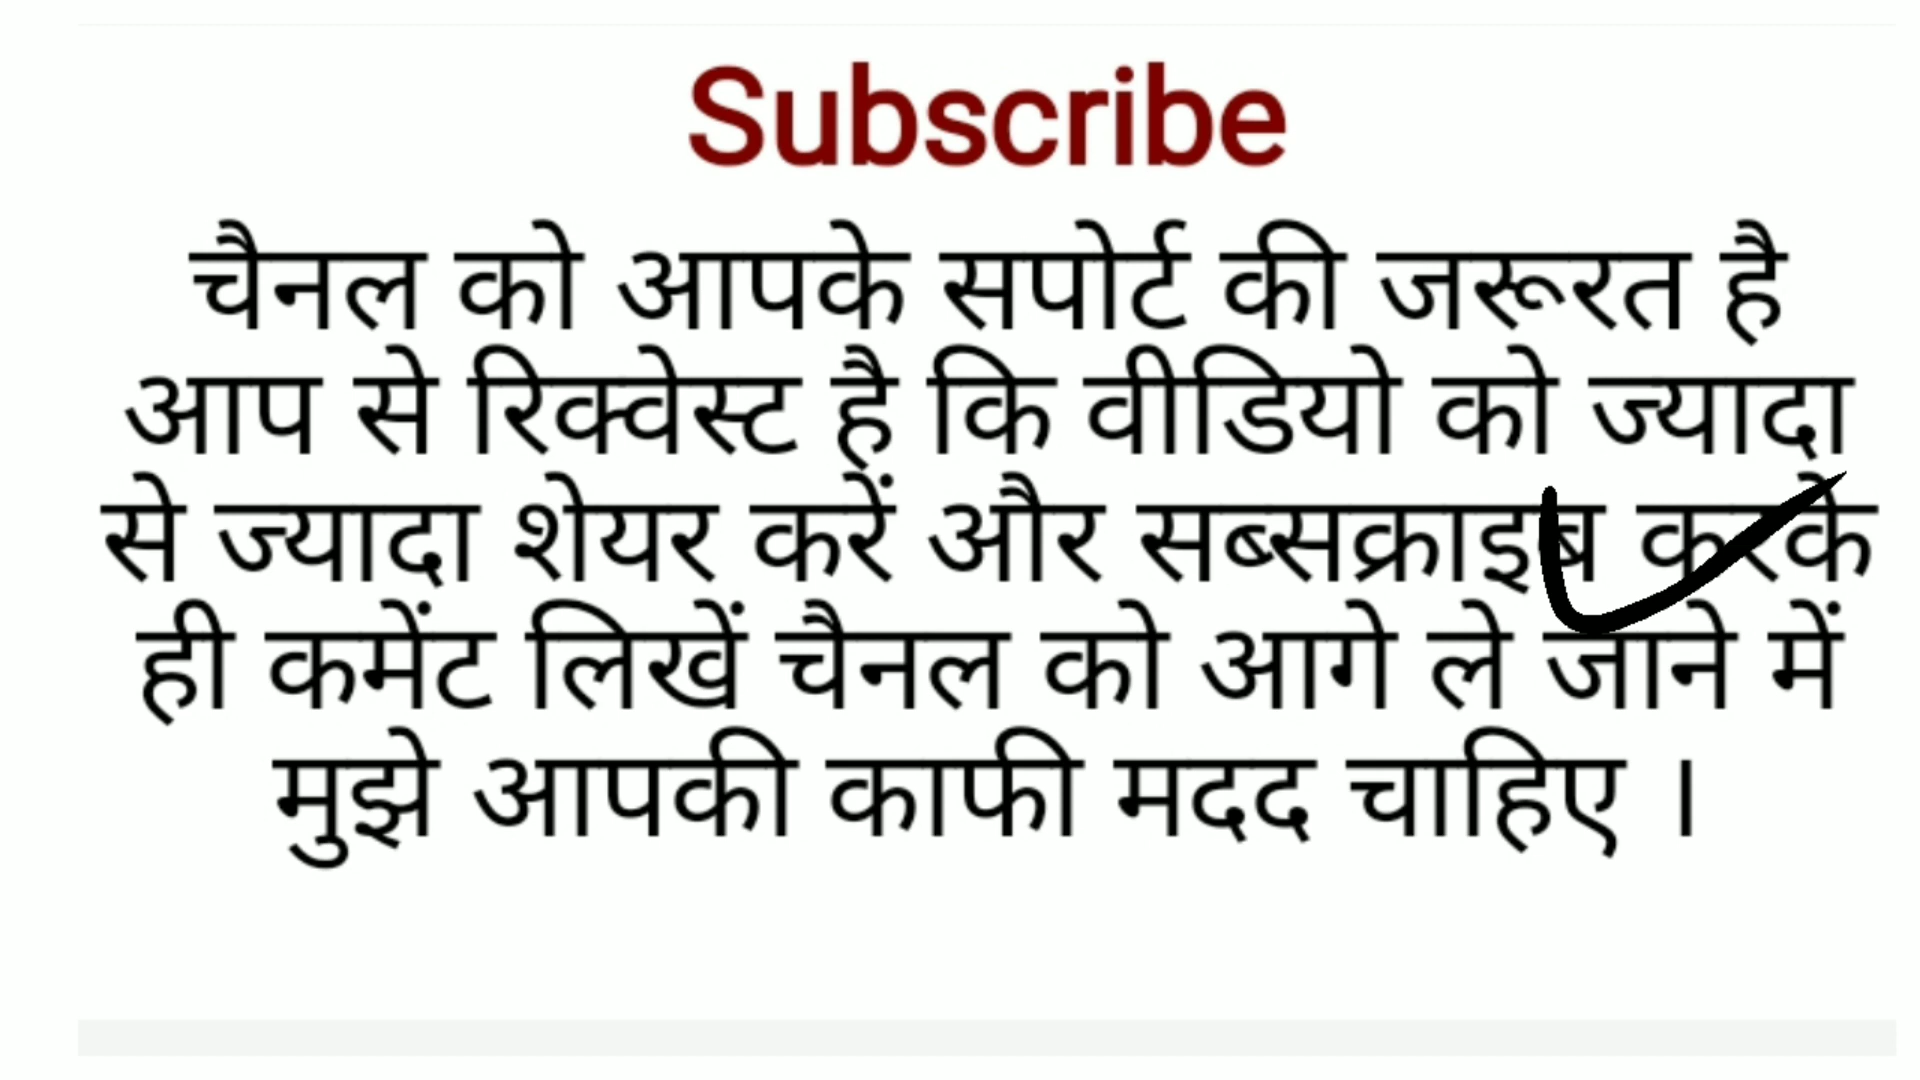 Subscribe
चैनल को आपके सपोर्ट की जरूरत है
आप से रिक्वेस्ट है कि वीडियो को ज्यादा
से ज्यादा शेयर करें और सब्सक्राइब करके
ही कमेंट लिखें चैनल को आगे ले जाने में
मुझे आपकी काफी मदद चाहिए ।